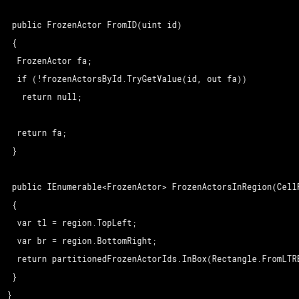 public FrozenActor FromID(uint id)
{
FrozenActor fa;
if (!frozenActorsById.TryGetValue(id, out fa))
return null;
return fa;
}
public IEnumerable<FrozenActor> FrozenActorsInRegion(CellR
{
var tl = region.TopLeft;
var br = region.BottomRight;
return partitionedFrozenActorIds.InBox(Rectangle.FromLTRB
}
}